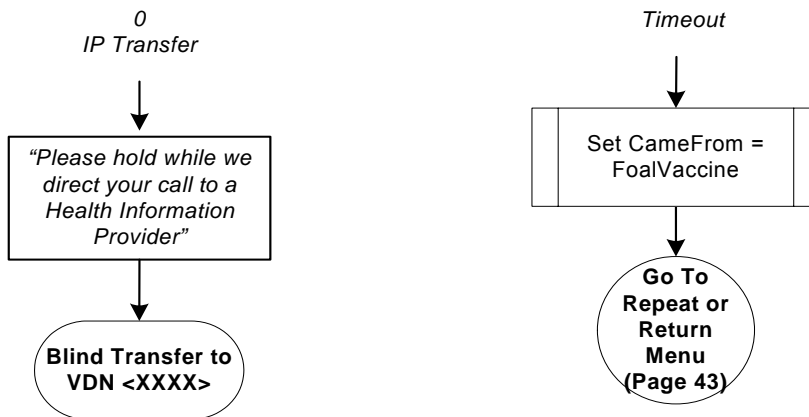 0
IP Transfer
“Please hold while we
direct your call to a
Health Information
Provider”
Blind Transfer to
VDN <XXXX>
Timeout
Set CameFrom =
FoalVaccine
Go To
Repeat or
Return
Menu
(Page 43)